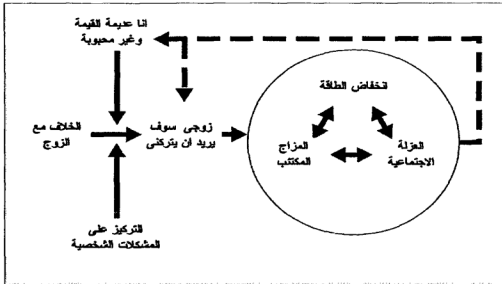 انا عديمة القيمة
وغير محبوبة
انخفاض الطاقة
الخلاف مع
الزوج
زوجى سوف
يريد ان يتركنى
المزاج
المكتئب
العزلة
الاجتماعية
التركيز على
المشكلات الشخصية